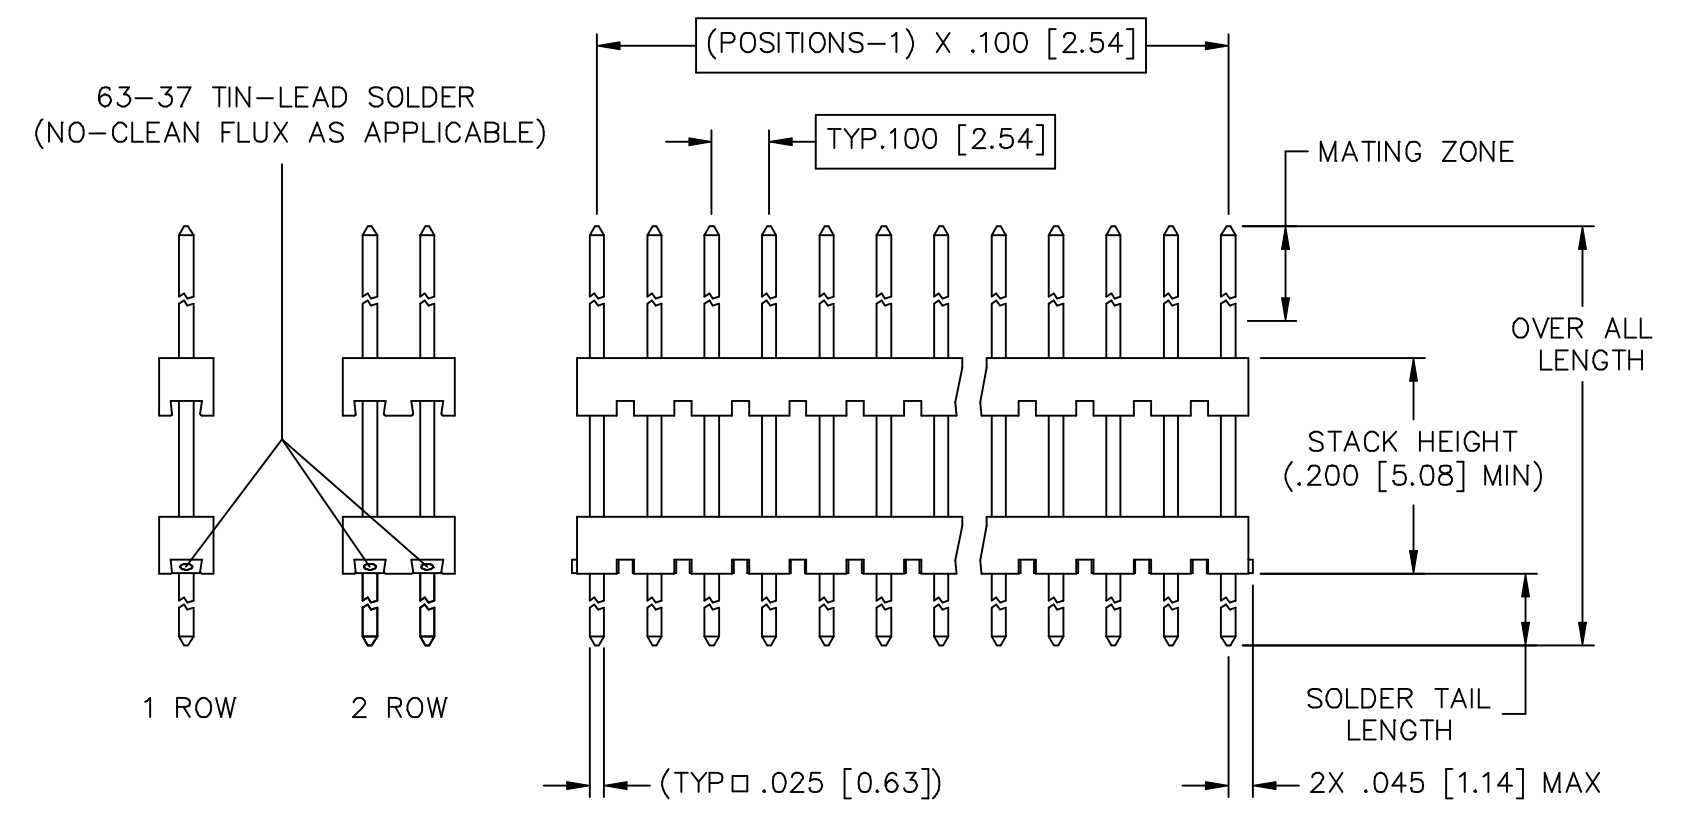 (POSITIONS-1) X .100 [2.54]
63-37 TIN-LEAD SOLDER
(NO-CLEAN FLUX AS APPLICABLE)
TYP.100 [2.54]
MATING ZONE
OVER ALL
LENGTH
STACK HEIGHT
(.200 [5.08] MIN)
1 ROW
2 ROW
SOLDER TAIL
LENGTH
(TYP□ .025 [0.63])
2X .045 [1.14] MAX